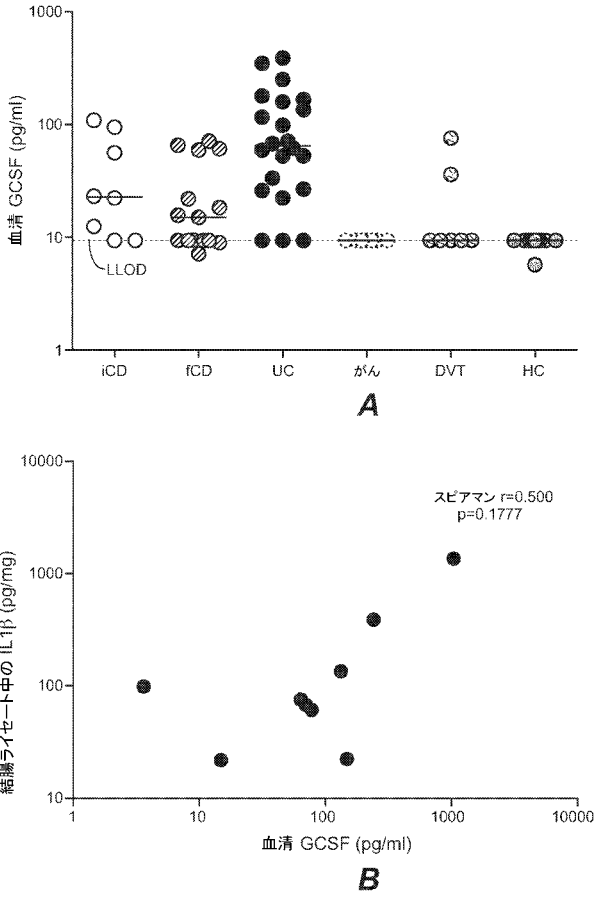 1000
100
10
1
血清 GCSF (pg/ml)
LLOD
iCD fCD UC がん DVT HC
A
10000
1000
100
10
結腸ライセート中の IL1β (pg/mg)
スピアマン r=0.500
p=0.1777
1 10 100 1000 10000
血清 GCSF (pg/ml)
B